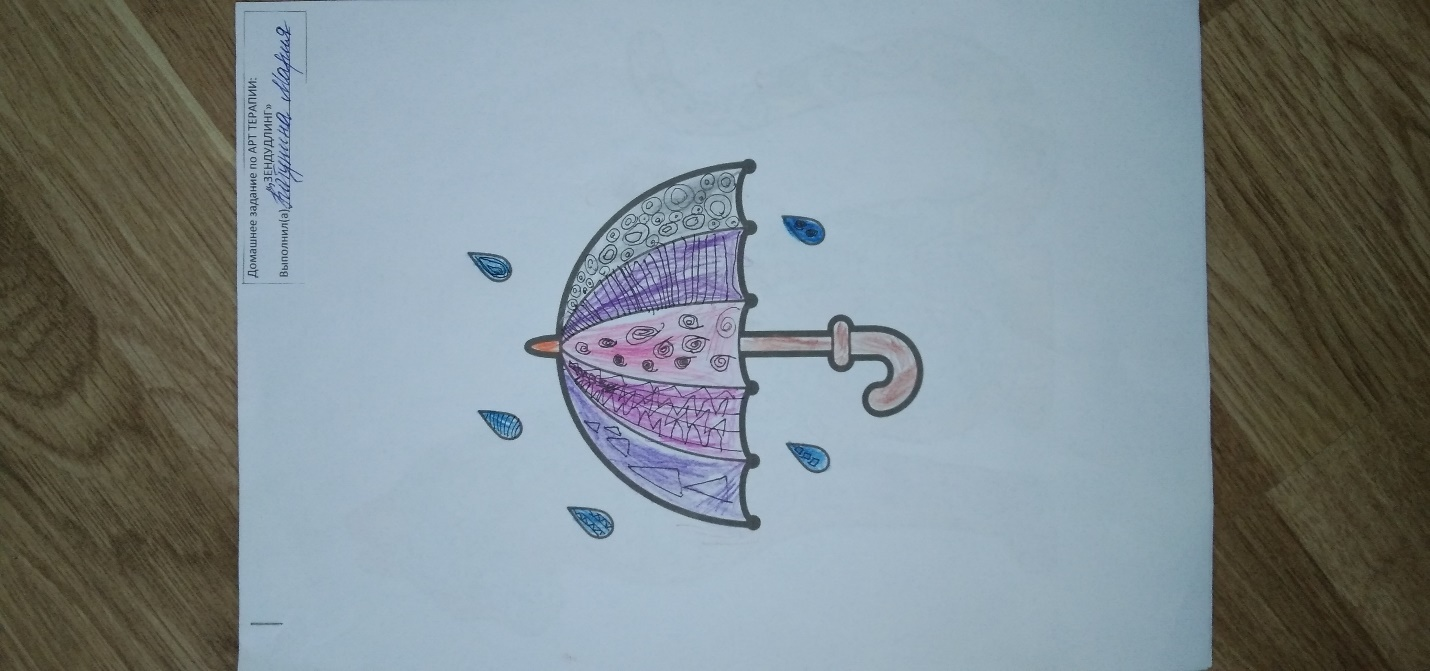 Домашнее задание по АРТ ТЕРАПИИ:
«ЗЕНДУДЛИНГ»
Выполнил(а) Мария